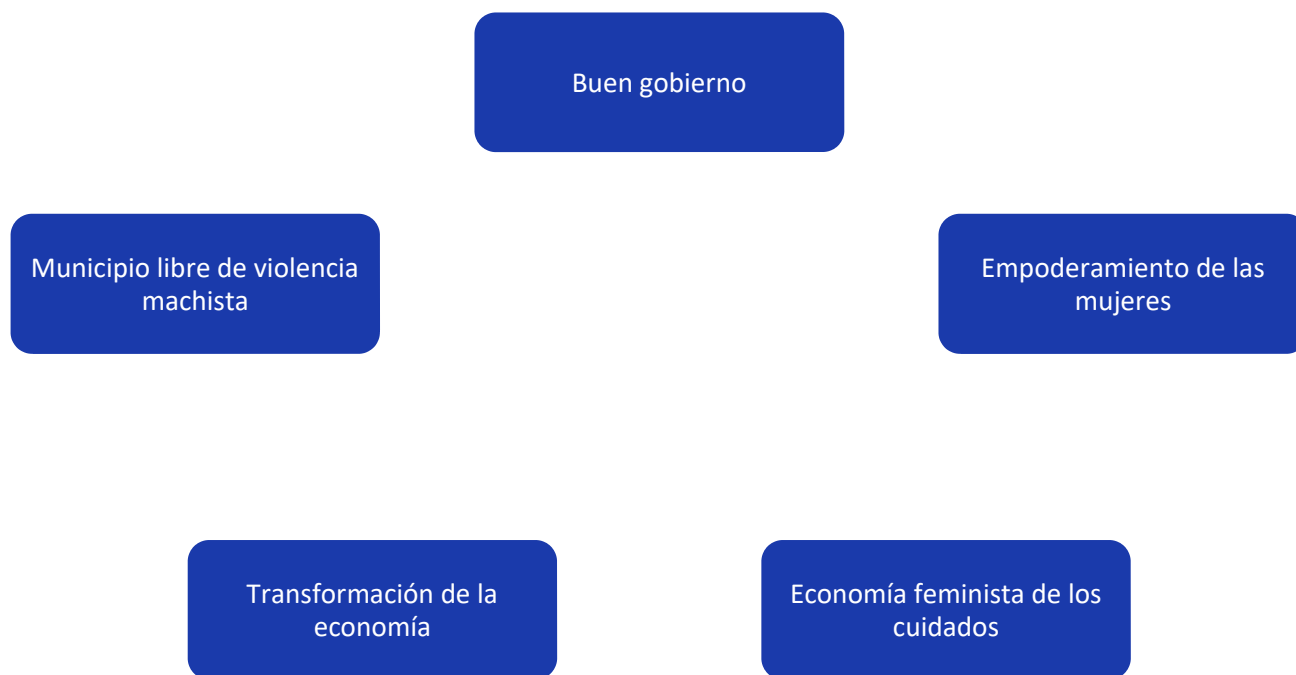 Buen gobierno
Municipio libre de violencia
machista
Empoderamiento de las
mujeres
Transformación de la
economía
Economía feminista de los
cuidados